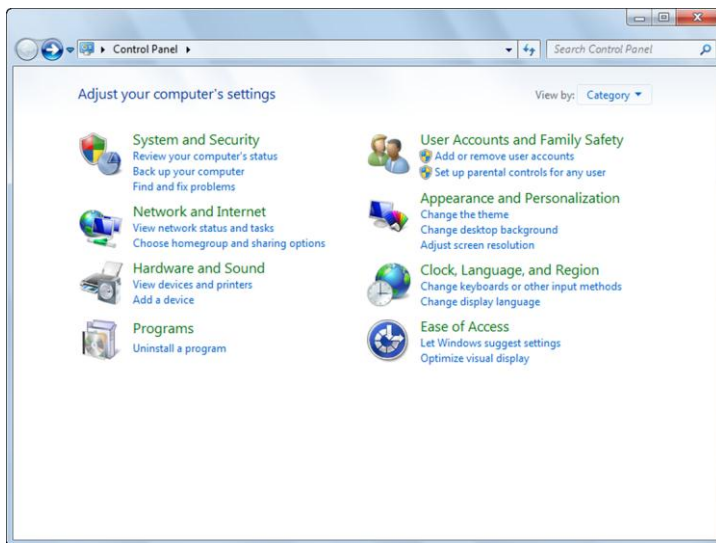 Control Panel
Search Control Panel
Adjust your computer's settings
View by: Category
System and Security
Review your computer's status
Back up your computer
Find and fix problems
Network and Internet
View network status and tasks
Choose homegroup and sharing options
Hardware and Sound
View devices and printers
Add a device
Programs
Uninstall a program
User Accounts and Family Safety
Add or remove user accounts
Set up parental controls for any user
Appearance and Personalization
Change the theme
Change desktop background
Adjust screen resolution
Clock, Language, and Region
Change keyboards or other input methods
Change display language
Ease of Access
Let Windows suggest settings
Optimize visual display